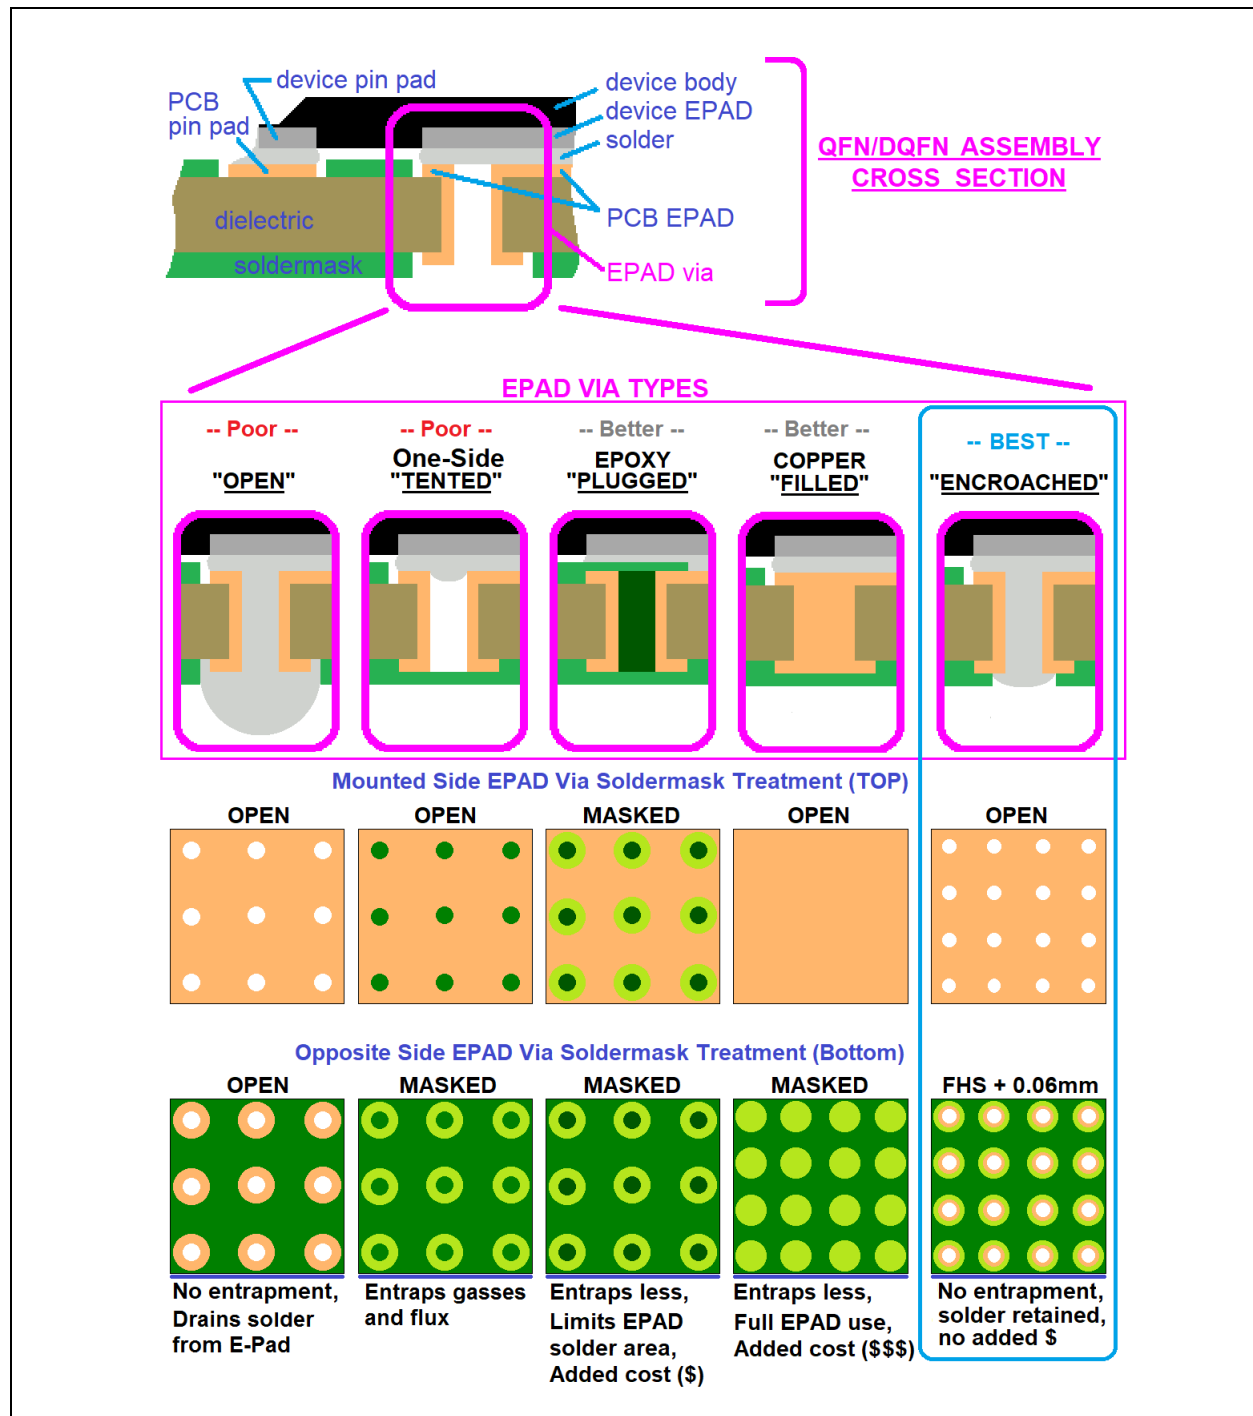 device pin pad
PCB
pin pad
device body
device EPAD
solder
QFN/DQFN ASSEMBLY
CROSS SECTION
dielectric
PCB EPAD
soldermask
EPAD via
EPAD VIA TYPES
-- Poor --
"OPEN"
-- Poor --
One-Side
"TENTED"
-- Better --
EPOXY
"PLUGGED"
-- Better --
COPPER
"FILLED"
-- BEST --
"ENCROACHED"
Mounted Side EPAD Via Soldermask Treatment (TOP)
OPEN
OPEN
MASKED
OPEN
OPEN
Opposite Side EPAD Via Soldermask Treatment (Bottom)
OPEN
MASKED
MASKED
MASKED
FHS + 0.06mm
No entrapment,
Drains solder
from E-Pad
Entraps gasses
and flux
Entraps less,
Limits EPAD
solder area,
Added cost ($)
Entraps less,
Full EPAD use,
Added cost ($$$)
No entrapment,
solder retained,
no added $